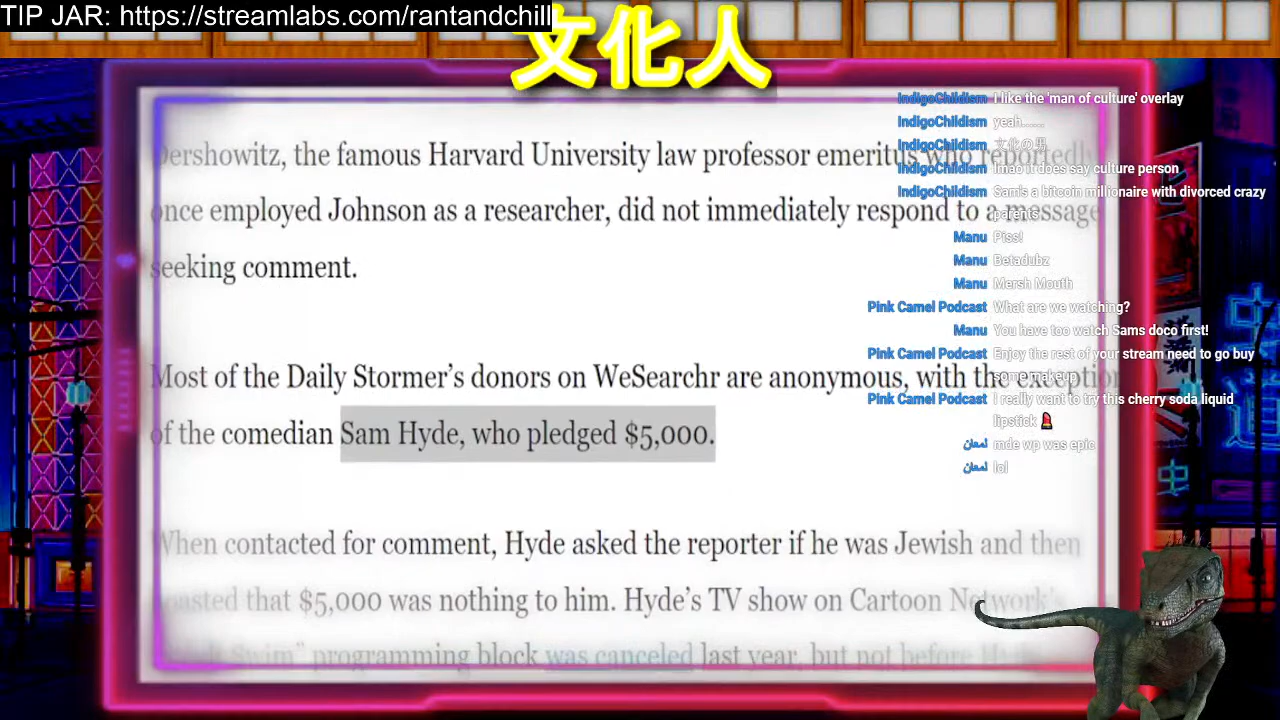 TIP JAR: https://streamlabs.com/rantandchill
文化人
Dershowitz, the famous Harvard University law professor emeritus who reportedly
once employed Johnson as a researcher, did not immediately respond to a message
seeking comment.
Most of the Daily Stormer’s donors on WeSearchr are anonymous, with the exception
of the comedian Sam Hyde, who pledged $5,000.
When contacted for comment, Hyde asked the reporter if he was Jewish and then
boasted that $5,000 was nothing to him. Hyde’s TV show on Cartoon Network’s
Swim” programming block was canceled last year, but not before
IndigoChildism I like the 'man of culture' overlay
IndigoChildism yeah......
IndigoChildism 文化の男
IndigoChildism lmao it does say culture person
IndigoChildism Sam's a bitcoin millionaire with divorced crazy
parents
Manu Piss!
Manu Betadubz
Manu Mersh Mouth
Pink Camel Podcast What are we watching?
Manu You have too watch Sams doco first!
Pink Camel Podcast Enjoy the rest of your stream need to go buy
some makeup
Pink Camel Podcast I really want to try this cherry soda liquid
lipstick 💄
لمعان mde wp was epic
لمعان lol
中